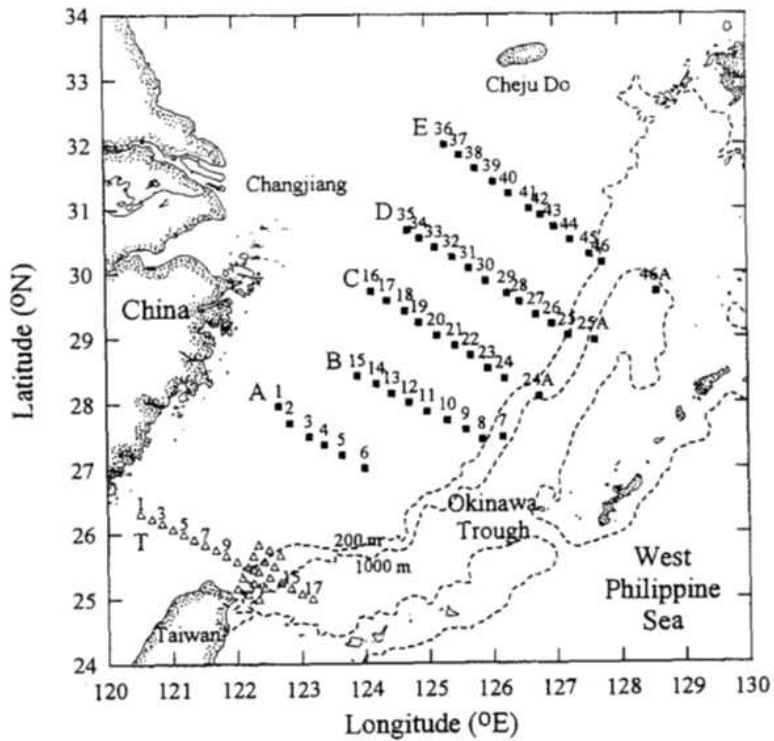 34
33
32
31
30
29
28
27
26
25
24
Latitude (ºN)
120 121 122 123 124 125 126 127 128 129 130
Longitude (ºE)
Cheju Do
Changjiang
China
Taiwan
Okinawa
Trough
West
Philippine
Sea
200 m
1000 m
E
36 37 38 39 40 41 42 43 44 45 46
46A
D
35 34 33 32 31 30 29 28 27 26 25 25A
C
16 17 18 19 20 21 22 23 24 24A
B
15 14 13 12 11 10 9 8 7
A
1 2 3 4 5 6
T
1 3 5 7 9 15 17